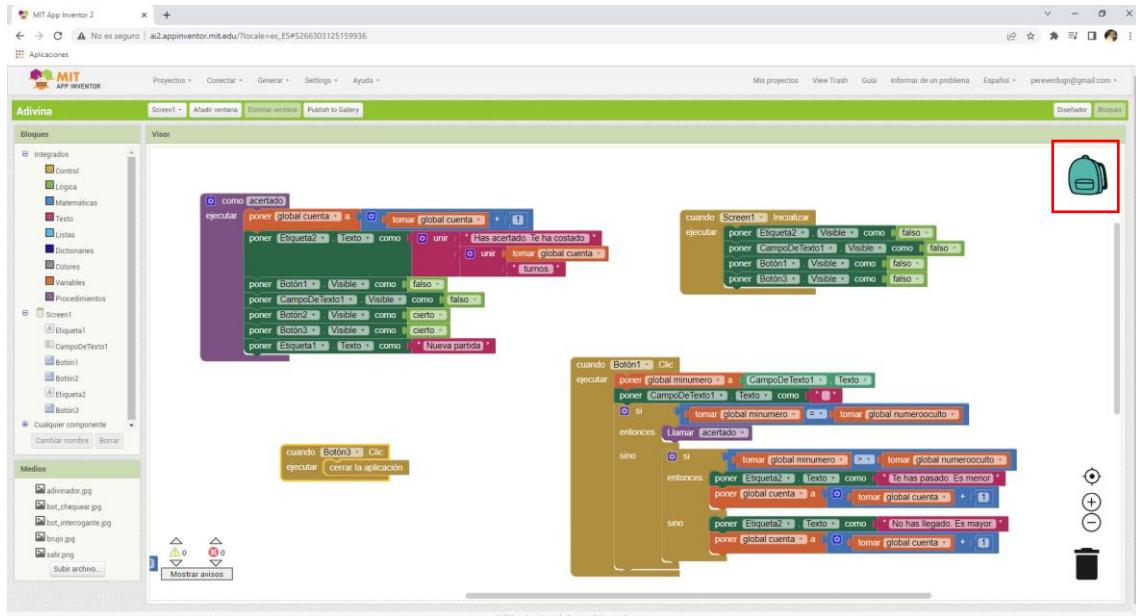 MIT App Inventor 2
No es seguro | ai2.appinventor.mit.edu/?locale=es_ES#5266303125159936
Aplicaciones
MIT
APP INVENTOR
Proyectos Conectar Generar Settings Ayuda Mis proyectos View Trash Guía Informar de un problema Español pereverdugo@gmail.com
Adivina Screen1 Añadir ventana Eliminar ventana Publish to Gallery Diseñador Bloques
Bloques
Integrados
Control
Lógica
Matemáticas
Texto
Listas
Dictionaries
Colores
Variables
Procedimientos
Screen1
Etiqueta1
CampoDeTexto1
Botón1
Botón2
Etiqueta2
Botón3
Cualquier componente
Cambiar nombre Borrar
Medios
adivinador.jpg
bot_chequear.jpg
bot_interrogante.jpg
brujo.jpg
salir.png
Subir archivo...
Visor
como acertado
ejecutar poner global cuenta a tomar global cuenta + 1
poner Etiqueta2 . Texto como unir " Has acertado. Te ha costado "
unir tomar global cuenta
" turnos. "
poner Botón1 . Visible como falso
poner CampoDeTexto1 . Visible como falso
poner Botón2 . Visible como cierto
poner Botón3 . Visible como cierto
poner Etiqueta1 . Texto como " Nueva partida "
cuando Screen1 .Inicializar
ejecutar poner Etiqueta2 . Visible como falso
poner CampoDeTexto1 . Visible como falso
poner Botón1 . Visible como falso
poner Botón3 . Visible como falso
cuando Botón3 .Clic
ejecutar cerrar la aplicación
cuando Botón1 .Clic
ejecutar poner global minumero a CampoDeTexto1 . Texto
poner CampoDeTexto1 . Texto como " "
si tomar global minumero = tomar global numerooculto
entonces Llamar acertado
sino si tomar global minumero > tomar global numerooculto
entonces poner Etiqueta2 . Texto como " Te has pasado. Es menor "
poner global cuenta a tomar global cuenta + 1
sino poner Etiqueta2 . Texto como " No has llegado. Es mayor. "
poner global cuenta a tomar global cuenta + 1
0 0
Mostrar avisos